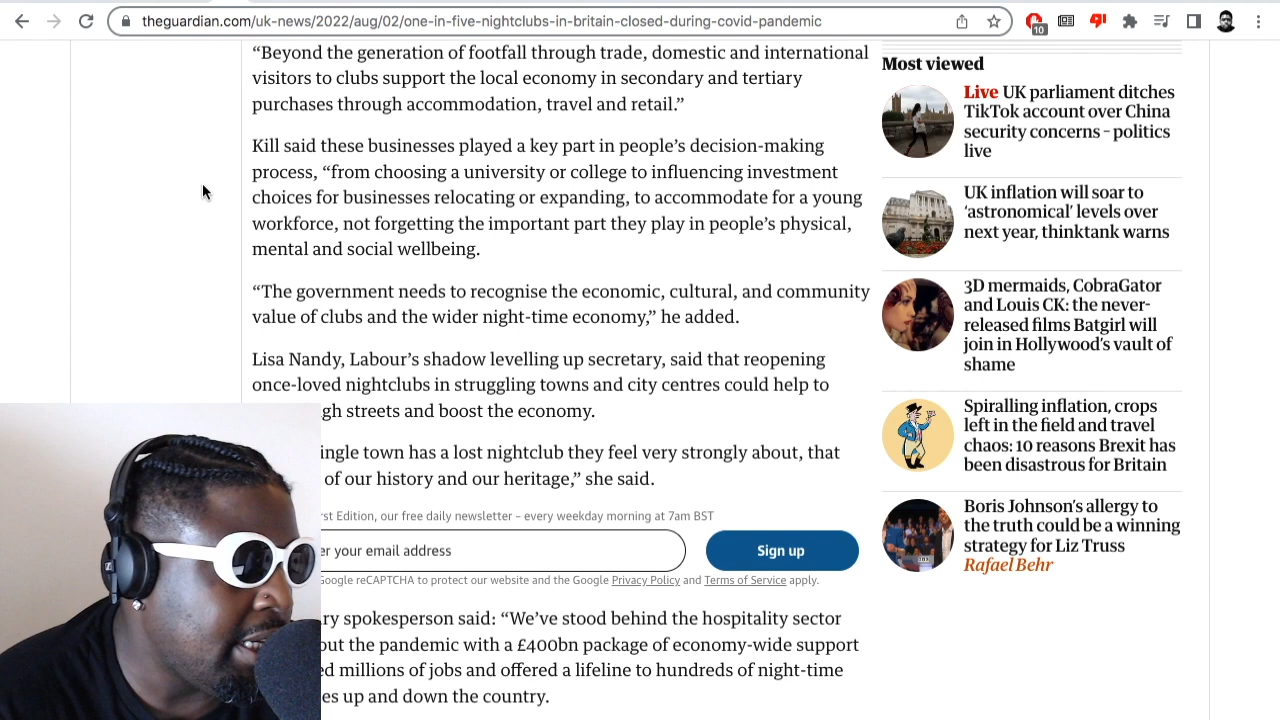 theguardian.com/uk-news/2022/aug/02/one-in-five-nightclubs-in-britain-closed-during-covid-pandemic
10
“Beyond the generation of footfall through trade, domestic and international
visitors to clubs support the local economy in secondary and tertiary
purchases through accommodation, travel and retail.”
Kill said these businesses played a key part in people’s decision-making
process, “from choosing a university or college to influencing investment
choices for businesses relocating or expanding, to accommodate for a young
workforce, not forgetting the important part they play in people’s physical,
mental and social wellbeing.
“The government needs to recognise the economic, cultural, and community
value of clubs and the wider night-time economy,” he added.
Lisa Nandy, Labour’s shadow levelling up secretary, said that reopening
once-loved nightclubs in struggling towns and city centres could help to
gh streets and boost the economy.
ingle town has a lost nightclub they feel very strongly about, that
of our history and our heritage,” she said.
rst Edition, our free daily newsletter – every weekday morning at 7am BST
er your email address
Sign up
Google reCAPTCHA to protect our website and the Google Privacy Policy and Terms of Service apply.
ry spokesperson said: “We’ve stood behind the hospitality sector
out the pandemic with a £400bn package of economy-wide support
ed millions of jobs and offered a lifeline to hundreds of night-time
es up and down the country.
Most viewed
Live UK parliament ditches
TikTok account over China
security concerns – politics
live
UK inflation will soar to
‘astronomical’ levels over
next year, thinktank warns
3D mermaids, CobraGator
and Louis CK: the never-
released films Batgirl will
join in Hollywood’s vault of
shame
Spiralling inflation, crops
left in the field and travel
chaos: 10 reasons Brexit has
been disastrous for Britain
Boris Johnson’s allergy to
the truth could be a winning
strategy for Liz Truss
Rafael Behr